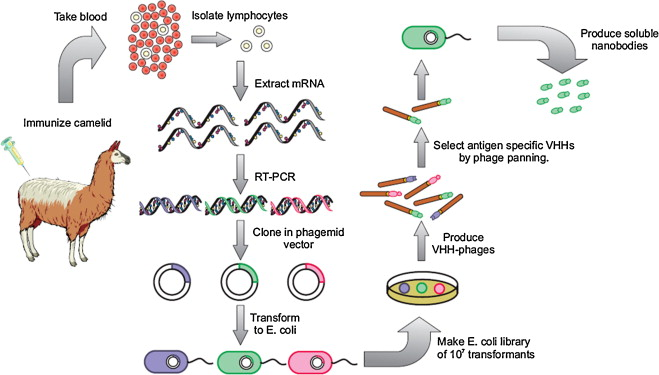 Take blood
Isolate lymphocytes
Immunize camelid
Extract mRNA
RT-PCR
Clone in phagemid
vector
Transform
to E. coli
Make E. coli library
of 10⁷ transformants
Produce
VHH-phages
Select antigen specific VHHs
by phage panning.
Produce soluble
nanobodies